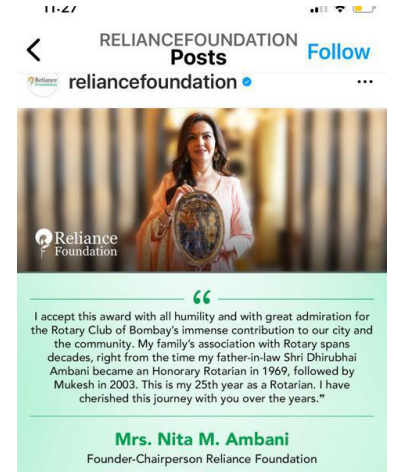 11:27
RELIANCEFOUNDATION
Posts
Follow
Reliance
Foundation
reliancefoundation
Reliance
Foundation
“
I accept this award with all humility and with great admiration for
the Rotary Club of Bombay's immense contribution to our city and
the community. My family's association with Rotary spans
decades, right from the time my father-in-law Shri Dhirubhai
Ambani became an Honorary Rotarian in 1969, followed by
Mukesh in 2003. This is my 25th year as a Rotarian. I have
cherished this journey with you over the years.”
Mrs. Nita M. Ambani
Founder-Chairperson Reliance Foundation